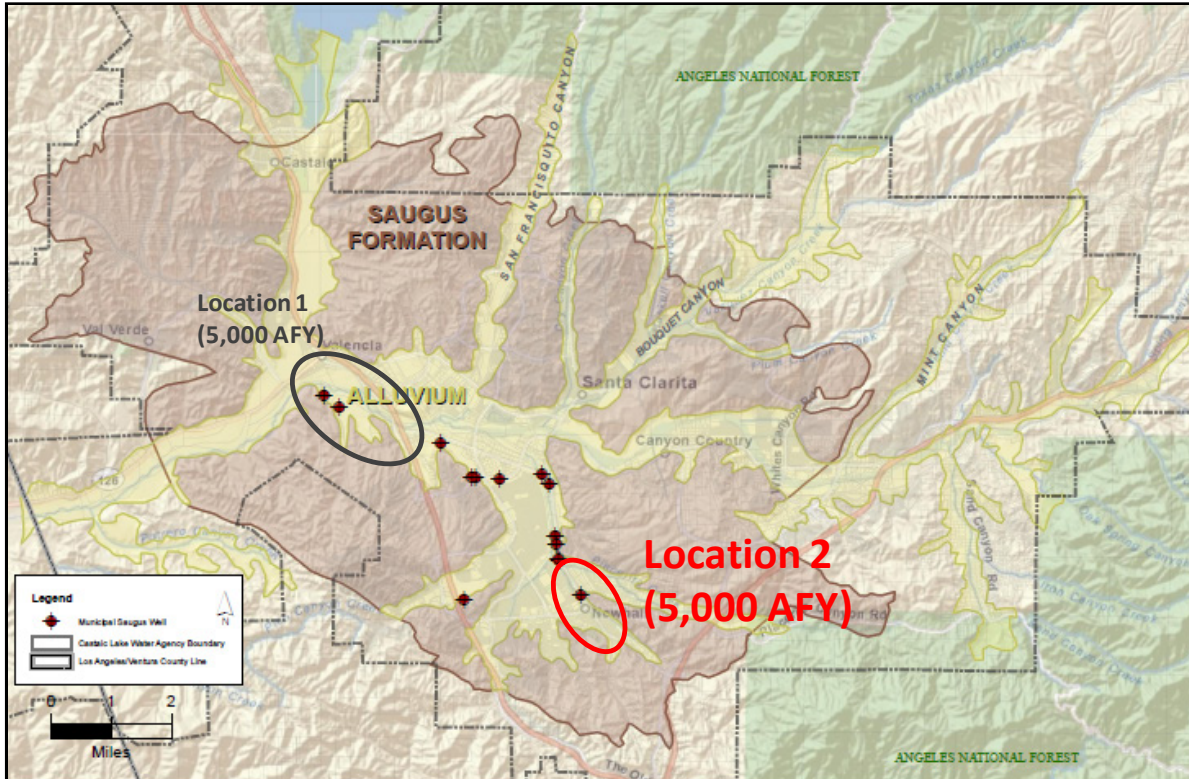 ANGELES NATIONAL FOREST
SAN FRANCISQUITO CANYON
Castaic
SAUGUS
FORMATION
Location 1
(5,000 AFY)
Val Verde
Valencia
BOUQUET CANYON
MINT CANYON
ALLUVIUM
Santa Clarita
Canyon Country
Whites Canyon Rd
126
Sand Canyon Rd
Location 2
(5,000 AFY)
Newhall
Legend
Municipal Saugus Well
Castaic Lake Water Agency Boundary
Los Angeles/Ventura County Line
N
0 1 2
Miles
The Old
ANGELES NATIONAL FOREST